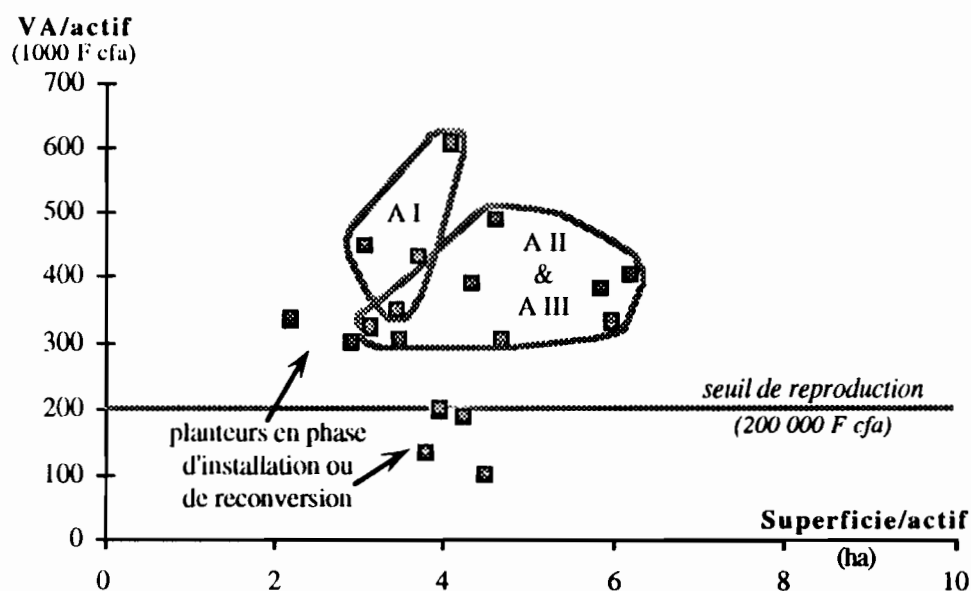 VA/actif
(1000 F cfa)
700
600
500
400
300
200
100
0
A I
A II
&
A III
seuil de reproduction
(200 000 F cfa)
planteurs en phase
d'installation ou
de reconversion
Superficie/actif
(ha)
0 2 4 6 8 10